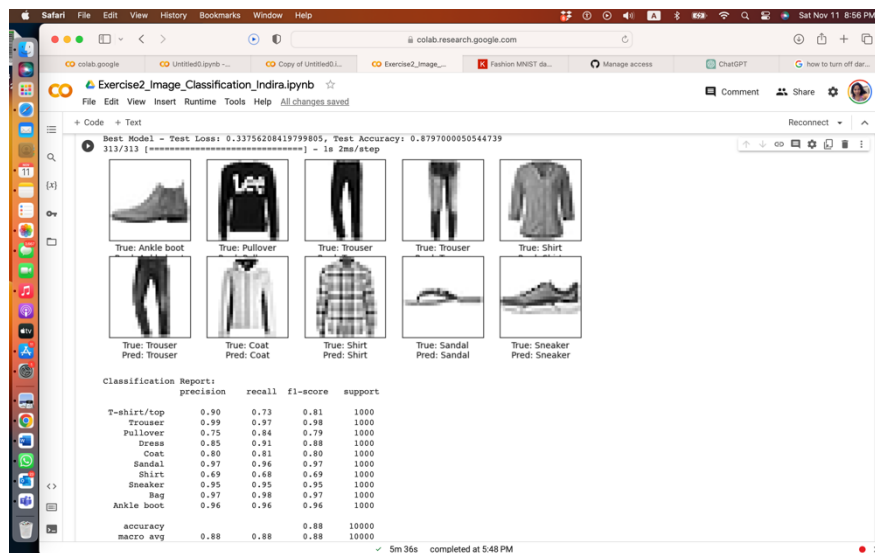 Safari File Edit View History Bookmarks Window Help Sat Nov 11 8:56 PM
colab.research.google.com
colab.google Untitled0.ipynb -... Copy of Untitled0.i... Exercise2_Image_... Fashion MNIST da... Manage access ChatGPT how to turn off dar...
Exercise2_Image_Classification_Indira.ipynb
Comment Share
File Edit View Insert Runtime Tools Help All changes saved
+ Code + Text Reconnect
Best Model - Test Loss: 0.33756208419799805, Test Accuracy: 0.8797000050544739
313/313 [==============================] - 1s 2ms/step
Lee
True: Ankle boot True: Pullover True: Trouser True: Trouser True: Shirt
True: Trouser True: Coat True: Shirt True: Sandal True: Sneaker
Pred: Trouser Pred: Coat Pred: Shirt Pred: Sandal Pred: Sneaker
Classification Report:
precision recall f1-score support
T-shirt/top 0.90 0.73 0.81 1000
Trouser 0.99 0.97 0.98 1000
Pullover 0.75 0.84 0.79 1000
Dress 0.85 0.91 0.88 1000
Coat 0.80 0.81 0.80 1000
Sandal 0.97 0.96 0.97 1000
Shirt 0.69 0.68 0.69 1000
Sneaker 0.95 0.95 0.95 1000
Bag 0.97 0.98 0.97 1000
Ankle boot 0.96 0.96 0.96 1000
accuracy 0.88 10000
macro avg 0.88 0.88 0.88 10000
5m 36s completed at 5:48 PM